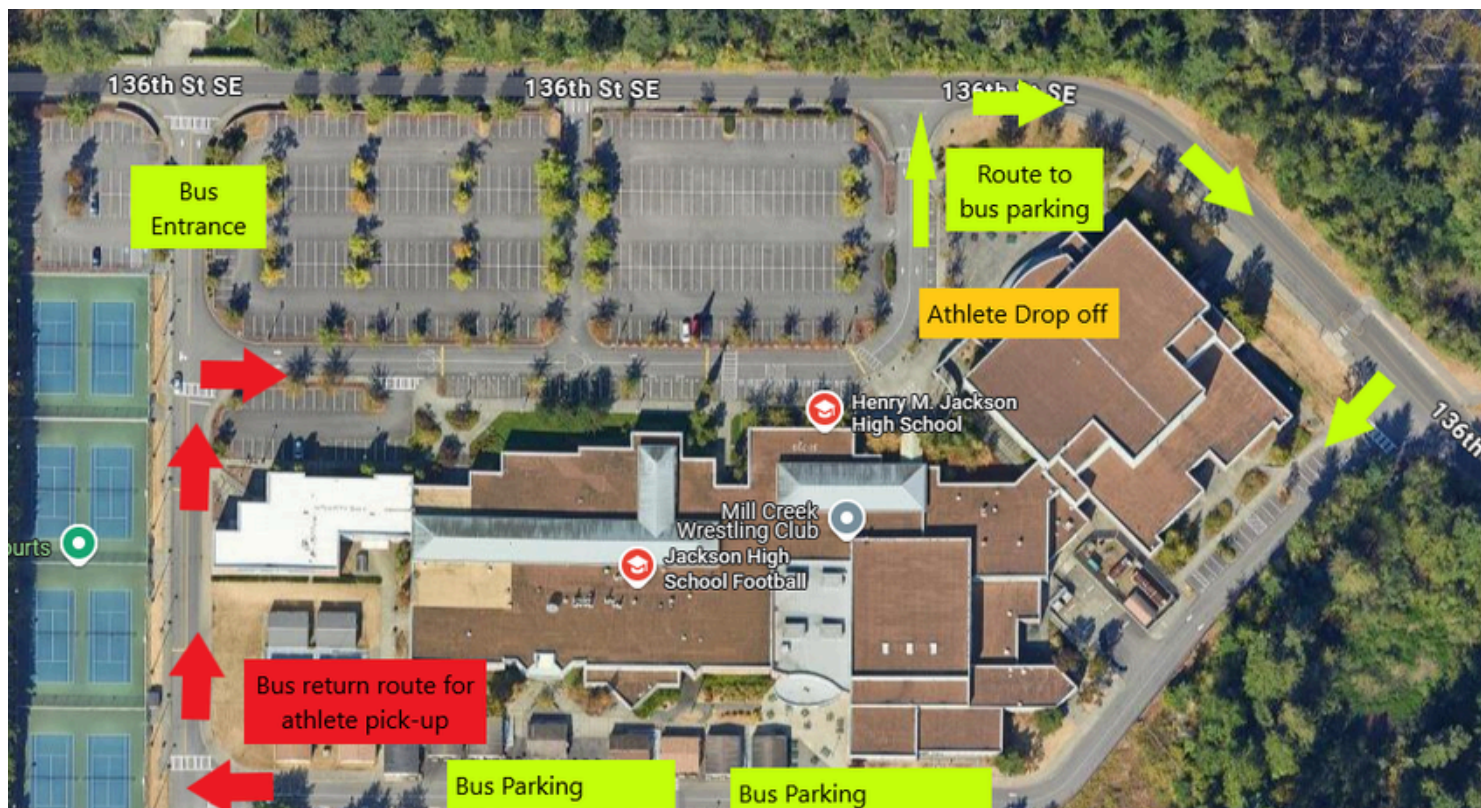 136th St SE
136th St SE
136th St SE
Bus
Entrance
Route to
bus parking
Athlete Drop off
Henry M. Jackson
High School
136th
Mill Creek
Wrestling Club
ourts
Jackson High
School Football
Bus return route for
athlete pick-up
Bus Parking
Bus Parking